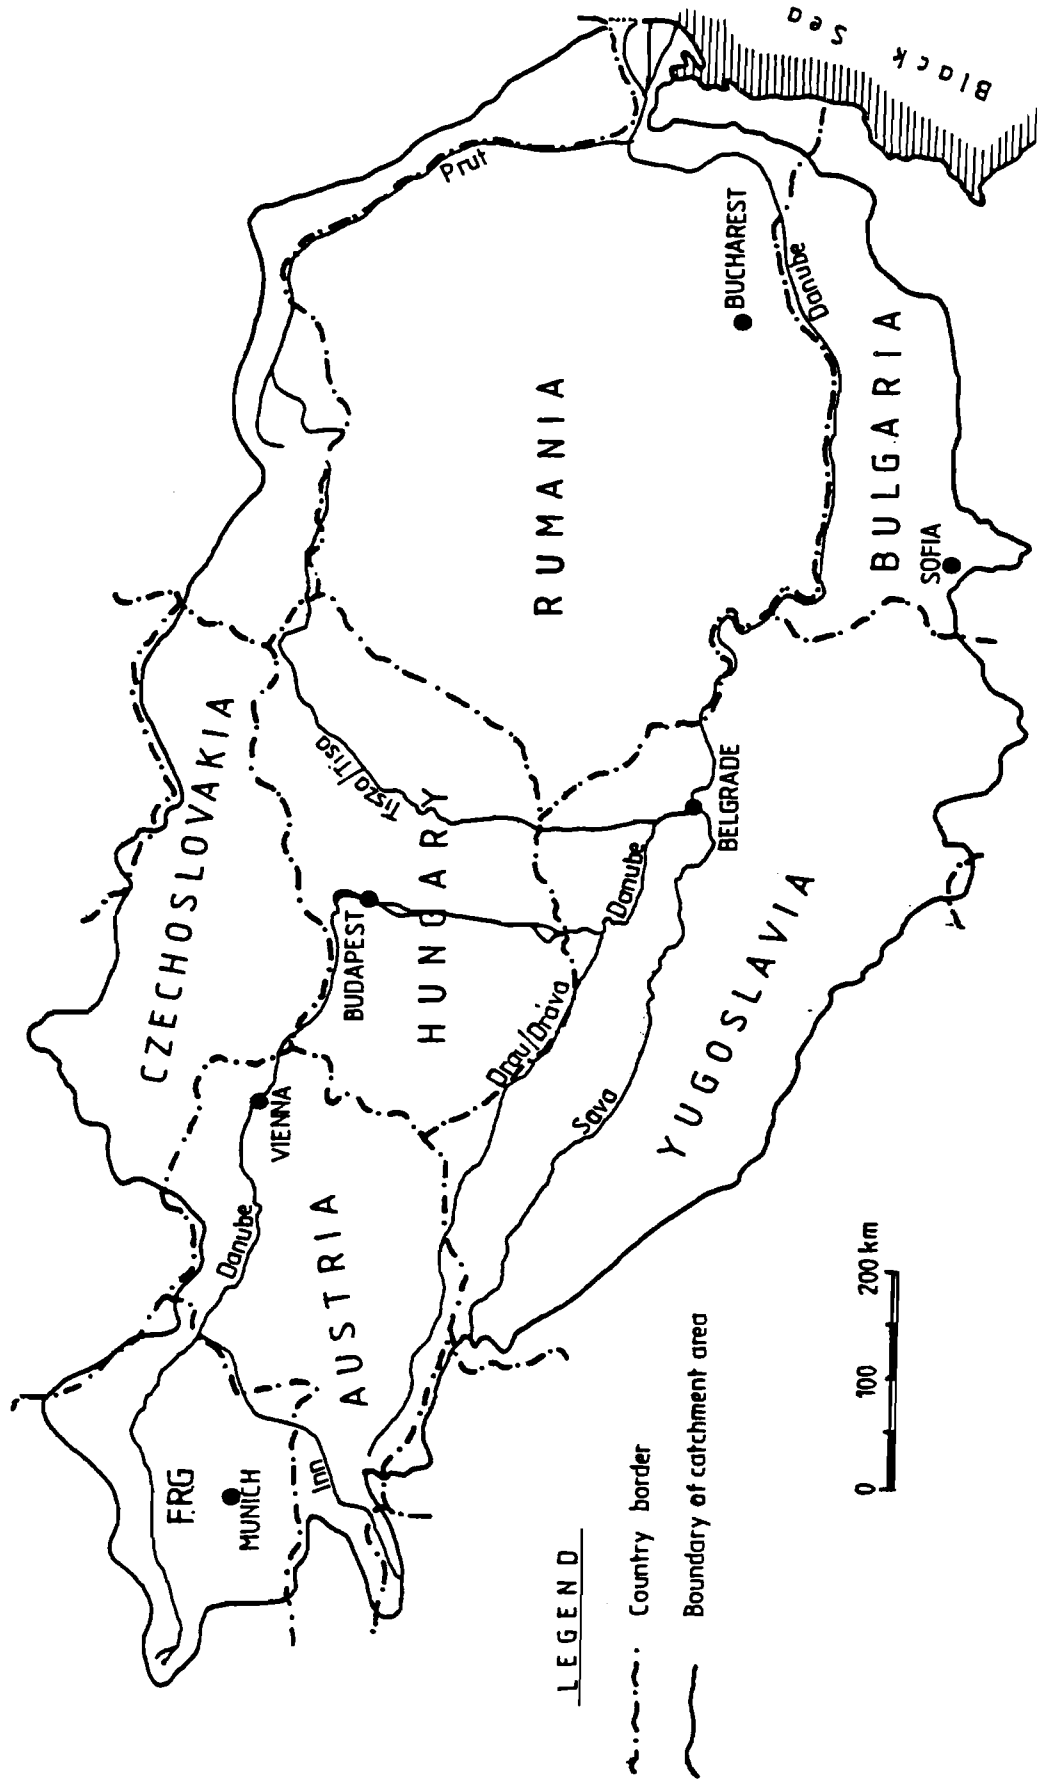 Black Sea
Prut
BUCHAREST
Danube
RUMANIA
BULGARIA
SOFIA
CZECHOSLOVAKIA
Tisza/Tisa
BUDAPEST
HUNGARY
Danube
BELGRADE
Drau/Dráva
Sava
YUGOSLAVIA
VIENNA
Danube
AUSTRIA
F.R.G
MUNICH
Inn
LEGEND
Country border
Boundary of catchment area
0 100 200 km